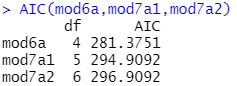 > AIC(mod6a,mod7a1,mod7a2)
df AIC
mod6a 4 281.3751
mod7a1 5 294.9092
mod7a2 6 296.9092